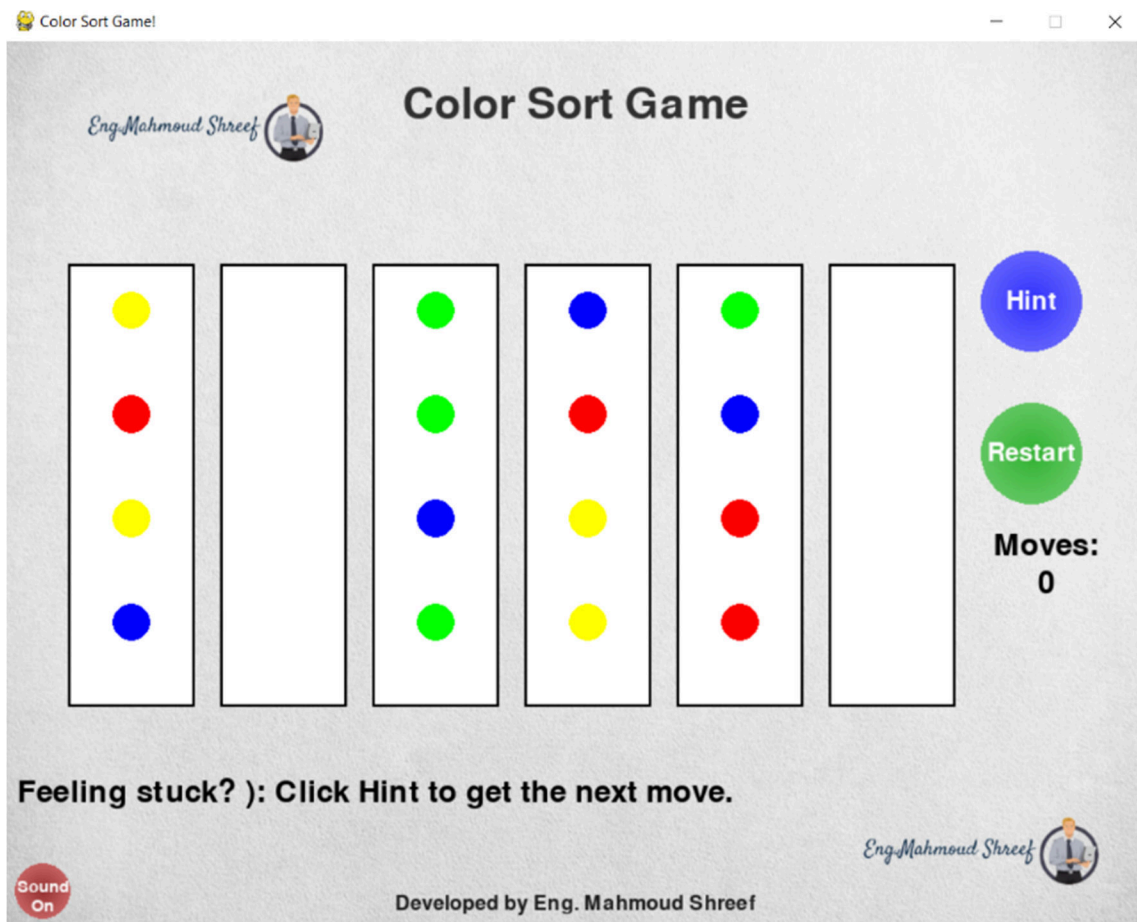 Color Sort Game!
Color Sort Game
Eng.Mahmoud Shreef
Hint
Restart
Moves:
0
Feeling stuck? ): Click Hint to get the next move.
Eng.Mahmoud Shreef
Sound
On
Developed by Eng. Mahmoud Shreef